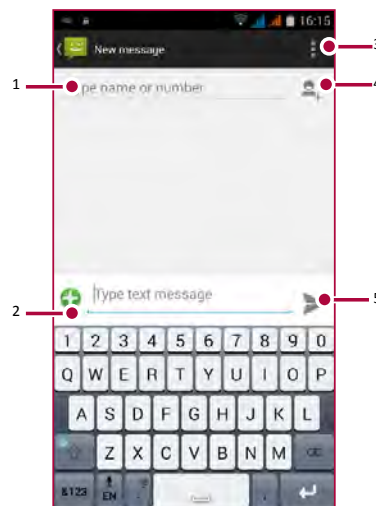 16:15
New message
3
1
pe name or number
4
Type text message
5
2
1 2 3 4 5 6 7 8 9 0
Q W E R T Y U I O P
A S D F G H J K L
Z X C V B N M
&123 EN . ,